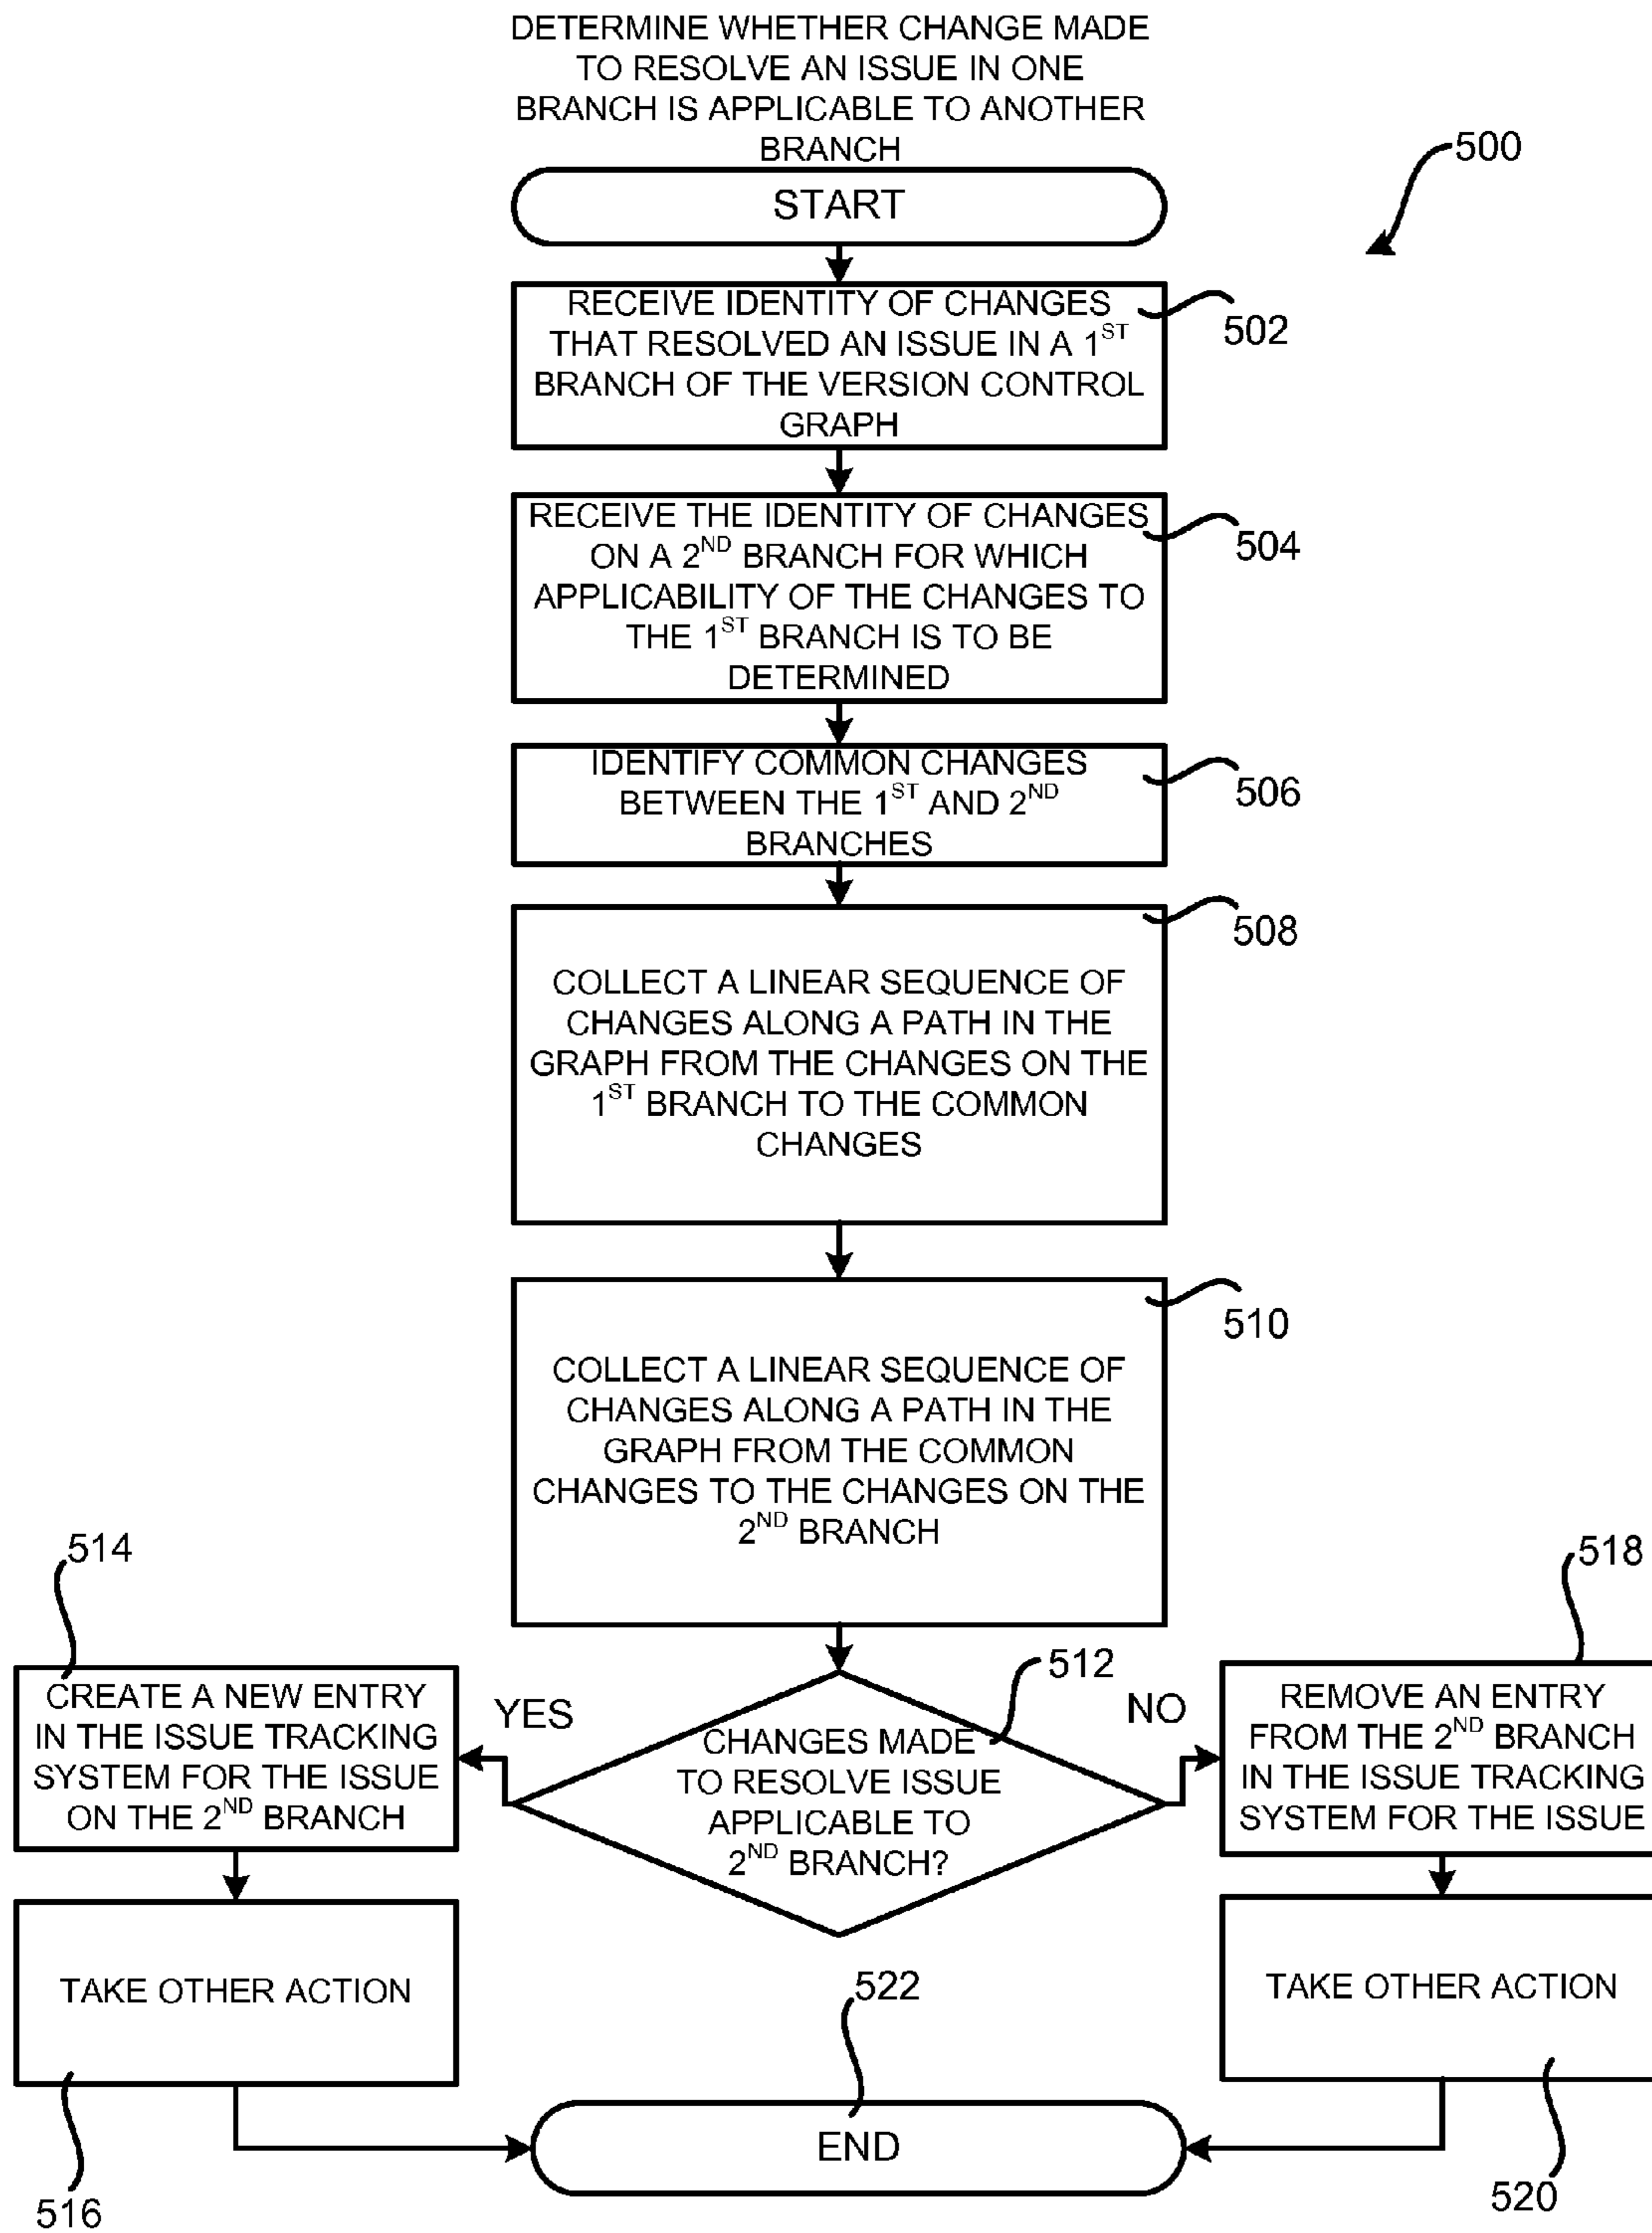 DETERMINE WHETHER CHANGE MADE
TO RESOLVE AN ISSUE IN ONE
BRANCH IS APPLICABLE TO ANOTHER
BRANCH
500
START
RECEIVE IDENTITY OF CHANGES
THAT RESOLVED AN ISSUE IN A 1ST
BRANCH OF THE VERSION CONTROL
GRAPH
502
RECEIVE THE IDENTITY OF CHANGES
ON A 2ND BRANCH FOR WHICH
APPLICABILITY OF THE CHANGES TO
THE 1ST BRANCH IS TO BE
DETERMINED
504
IDENTIFY COMMON CHANGES
BETWEEN THE 1ST AND 2ND
BRANCHES
506
508
COLLECT A LINEAR SEQUENCE OF
CHANGES ALONG A PATH IN THE
GRAPH FROM THE CHANGES ON THE
1ST BRANCH TO THE COMMON
CHANGES
510
COLLECT A LINEAR SEQUENCE OF
CHANGES ALONG A PATH IN THE
GRAPH FROM THE COMMON
CHANGES TO THE CHANGES ON THE
2ND BRANCH
514
CREATE A NEW ENTRY
IN THE ISSUE TRACKING
SYSTEM FOR THE ISSUE
ON THE 2ND BRANCH
YES
512
CHANGES MADE
TO RESOLVE ISSUE
APPLICABLE TO
2ND BRANCH?
NO
518
REMOVE AN ENTRY
FROM THE 2ND BRANCH
IN THE ISSUE TRACKING
SYSTEM FOR THE ISSUE
TAKE OTHER ACTION
516
TAKE OTHER ACTION
520
522
END